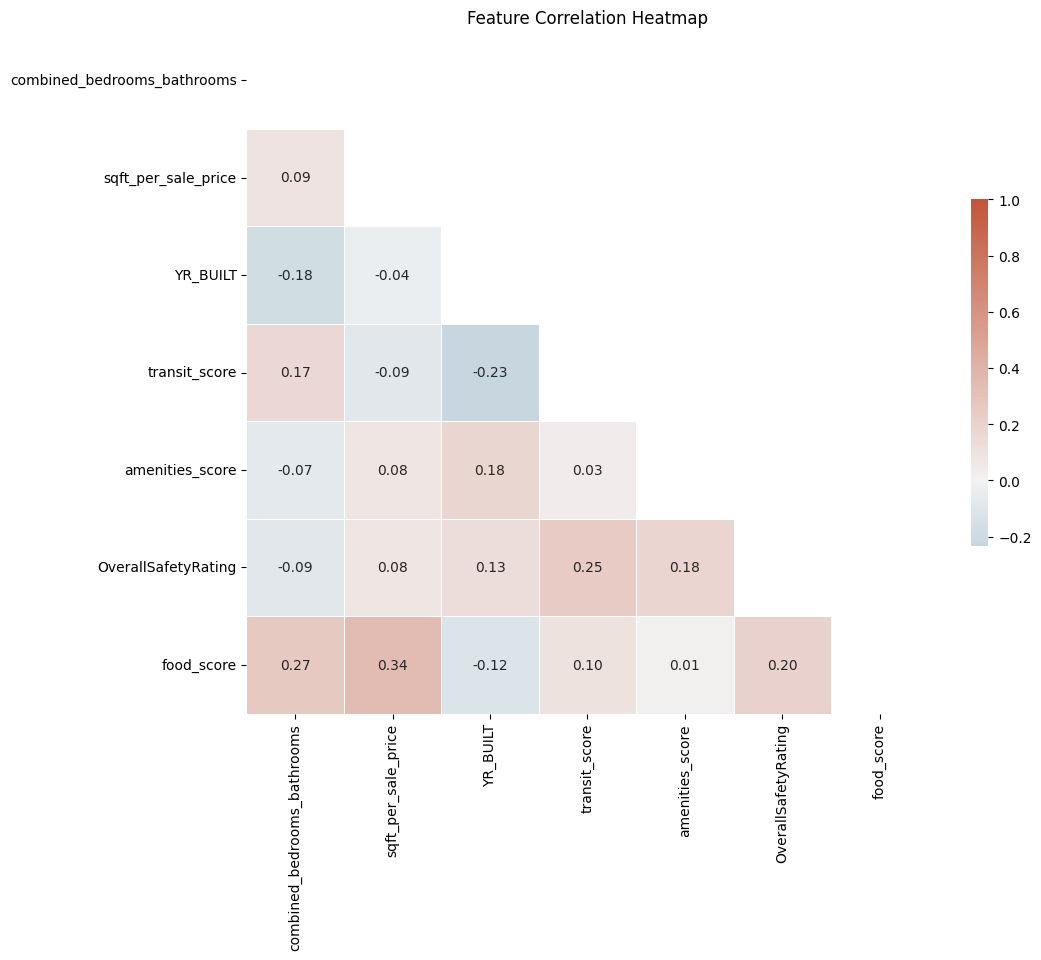 Feature Correlation Heatmap
combined_bedrooms_bathrooms
sqft_per_sale_price
0.09
YR_BUILT
-0.18 -0.04
transit_score
0.17 -0.09 -0.23
amenities_score
-0.07 0.08 0.18 0.03
OverallSafetyRating
-0.09 0.08 0.13 0.25 0.18
food_score
0.27 0.34 -0.12 0.10 0.01 0.20
combined_bedrooms_bathrooms
sqft_per_sale_price
YR_BUILT
transit_score
amenities_score
OverallSafetyRating
food_score
1.0
0.8
0.6
0.4
0.2
0.0
−0.2